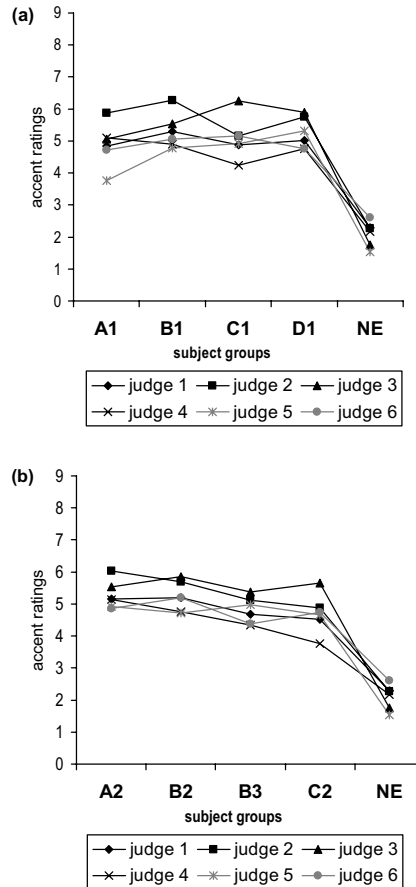 (a)
9
8
7
6
5
4
3
2
1
0
accent ratings
A1 B1 C1 D1 NE
subject groups
judge 1 judge 2 judge 3
judge 4 judge 5 judge 6
(b)
9
8
7
6
5
4
3
2
1
0
accent ratings
A2 B2 B3 C2 NE
subject groups
judge 1 judge 2 judge 3
judge 4 judge 5 judge 6